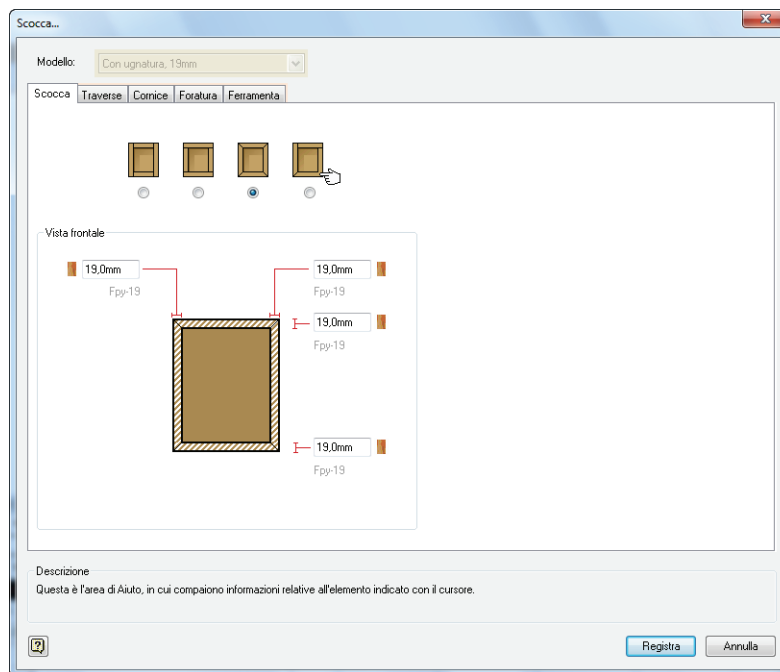 Scocca...
Modello: Con ugnatura, 19mm
Scocca Traverse Cornice Foratura Ferramenta
Vista frontale
19,0mm 19,0mm
Fpy-19 Fpy-19
19,0mm
Fpy-19
19,0mm
Fpy-19
Descrizione
Questa è l'area di Aiuto, in cui compaiono informazioni relative all'elemento indicato con il cursore.
? Registra Annulla